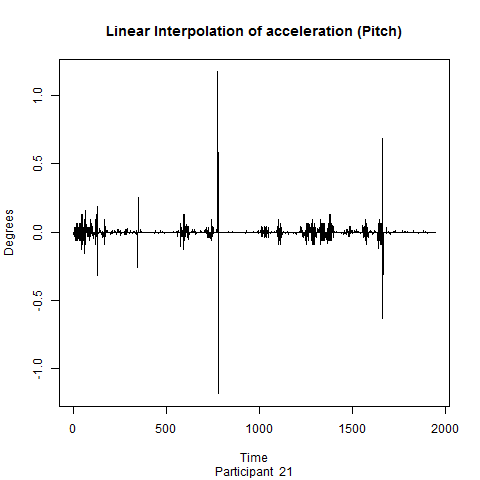 Linear Interpolation of acceleration (Pitch)
1.0
0.5
0.0
-0.5
-1.0
Degrees
0 500 1000 1500 2000
Time
Participant 21